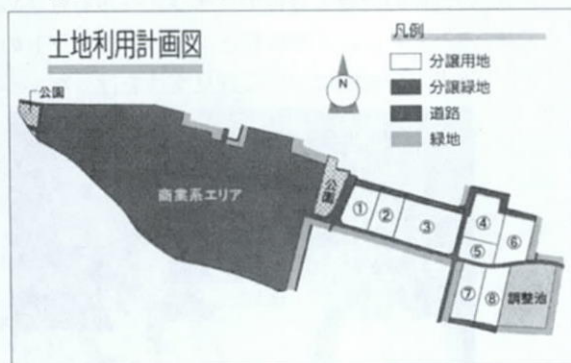 土地利用計画図
凡例
分譲用地
分譲緑地
道路
緑地
N
公園
商業系エリア
公園
①
②
③
④
⑤
⑥
⑦
⑧
調整池